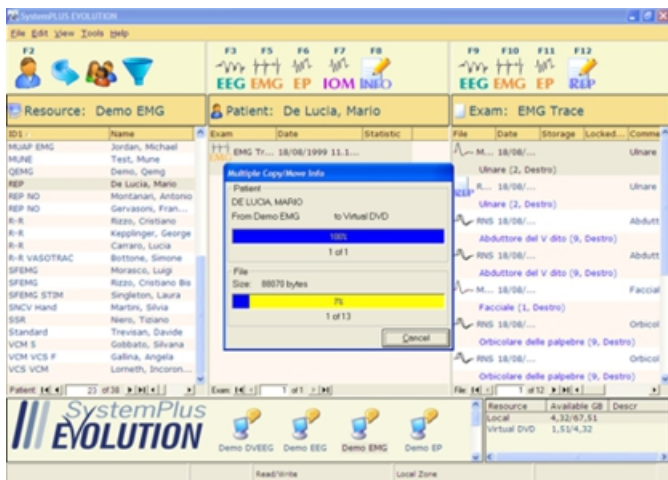 SystemPLUS EVOLUTION
File Edit View Tools Help
F2 F3 F5 F6 F7 F8 F9 F10 F11 F12
EEG EMG EP IOM INFO EEG EMG EP REP
Resource: Demo EMG
Patient: De Lucia, Mario
Exam: EMG Trace
ID1 Name
MUAP EMG Jordan, Michael
MUNE Test, Mune
QEMG Demo, Qemg
REP De Lucia, Mario
REP NO Montanari, Antonio
REP NO Gervasoni, Fran...
R-R Rizzo, Cristiano
R-R Kepplinger, George
R-R Carraro, Lucia
R-R VASOTRAC Bottone, Simone
SFEMG Morasco, Luigi
SFEMG Rizzo, Cristiano Bis
SFEMG STIM Singleton, Laura
SNCV Hand Martini, Silvia
SSR Niero, Tiziano
Standard Trevisan, Davide
VCM S Gobbato, Silvana
VCM VCS F Gallina, Angela
VCS VCM Lorneth, Incoron...
Patient: 23 of 38
Exam Date Statistic
EMG Tr... 18/08/1999 11.1...
Multiple Copy/Move Info
Patient
DE LUCIA, MARIO
From Demo EMG to Virtual DVD
100%
1 of 1
File
Size: 88078 bytes
7%
1 of 13
Cancel
Exam: 1 of 1
File Date Storage Locked... Comme
M... 18/08/... Ulnare
Ulnare (2, Destro)
R... 18/08/... Ulnare
Ulnare (2, Destro)
RNS 18/08/... Abdutt
Abduttore del V dito (9, Destro)
RNS 18/08/... Abdutt
Abduttore del V dito (9, Destro)
M... 18/08/... Faccial
Facciale (1, Destro)
RNS 18/08/... Orbicol
Orbicolare delle palpebre (9, Destro)
RNS 18/08/... Orbicol
Orbicolare delle palpebre (9, Destro)
File: 1 of 12
SystemPlus
EVOLUTION
Demo DVEEG Demo EEG Demo EMG Demo EP
Resource Available GB Descr
Local 4,32/67,51
Virtual DVD 1,51/4,32
Read/Write Local Zone